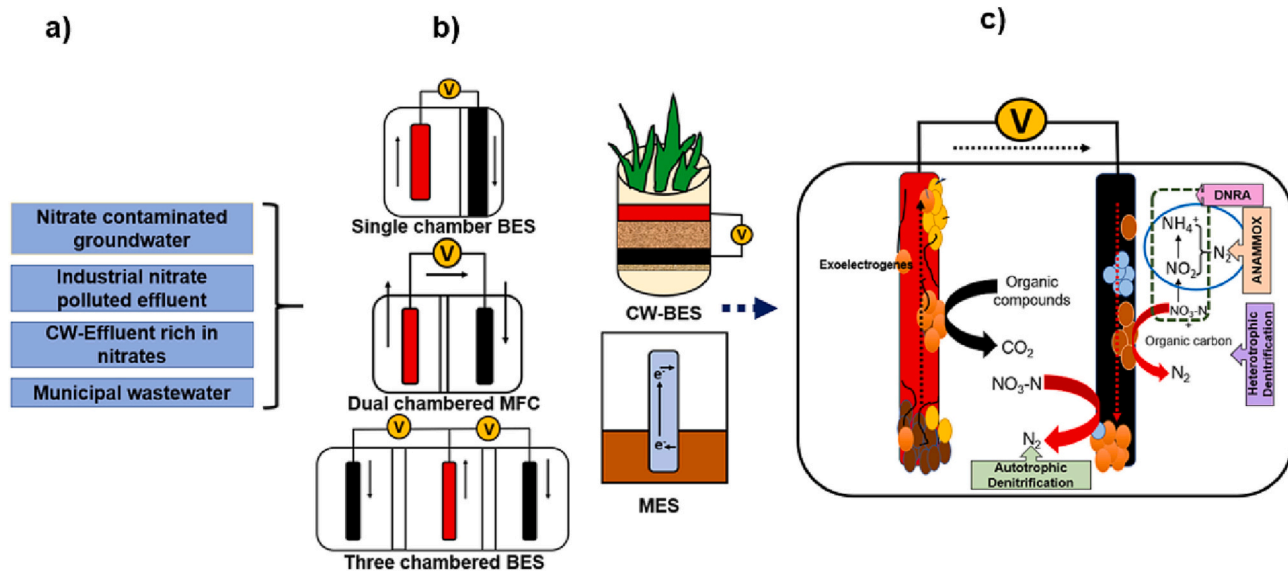 a)
b)
c)
Nitrate contaminated
groundwater
Industrial nitrate
polluted effluent
CW-Effluent rich in
nitrates
Municipal wastewater
V
Single chamber BES
V
Dual chambered MFC
V
V
Three chambered BES
V
CW-BES
e-
e-
MES
V
Exoelectrogenes
Organic
compounds
CO2
NO3-N
N2
Autotrophic
Denitrification
DNRA
NH4+
NO2
N2
ANAMMOX
NO3-N
+
Organic carbon
N2
Heterotrophic
Denitrification